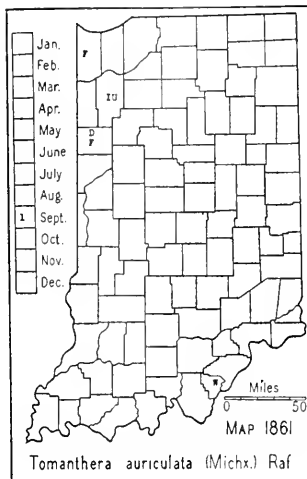 Jan.
Feb.
Mar.
Apr.
May
June
July
Aug.
1 Sept.
Oct.
Nov.
Dec.
F
IU
D
F
W
Miles
0 50
MAP 1861
Tomanthera auriculata (Michx.) Raf